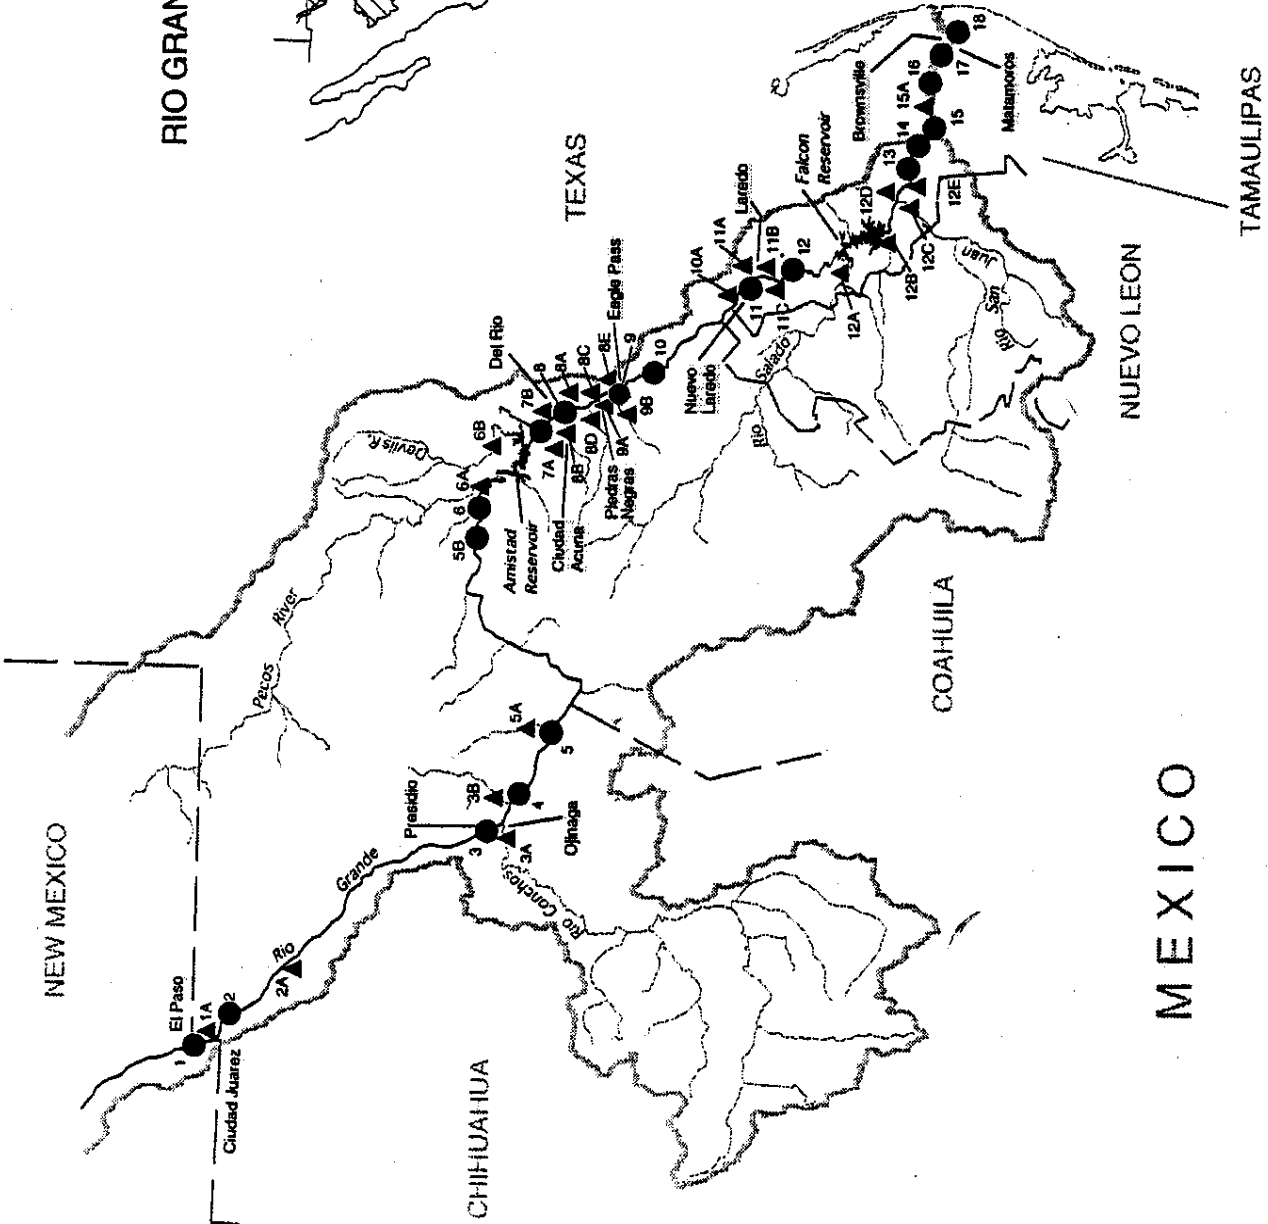 RIO GRAN
NEW MEXICO
TEXAS
CHIHUAHUA
COAHUILA
NUEVO LEON
TAMAULIPAS
MEXICO
El Paso
Ciudad Juarez
1
1A
2
2A
Rio
Grande
Presidio
Ojinaga
3
3A
3B
4
Rio
Conchos
5
5A
Pecos
River
5B
6
6A
6B
Devils R.
Amistad
Reservoir
7
7A
7B
Del Rio
Ciudad
Acuna
8
8A
8B
8C
8D
8E
Piedras
Negras
Eagle Pass
9
9A
9B
10
10A
Nuevo
Laredo
Laredo
11
11A
11B
11C
12
12A
Rio
Salado
Falcon
Reservoir
12B
12C
12D
12E
Rio
San
Juan
13
14
15
15A
16
17
18
Brownsville
Matamoros